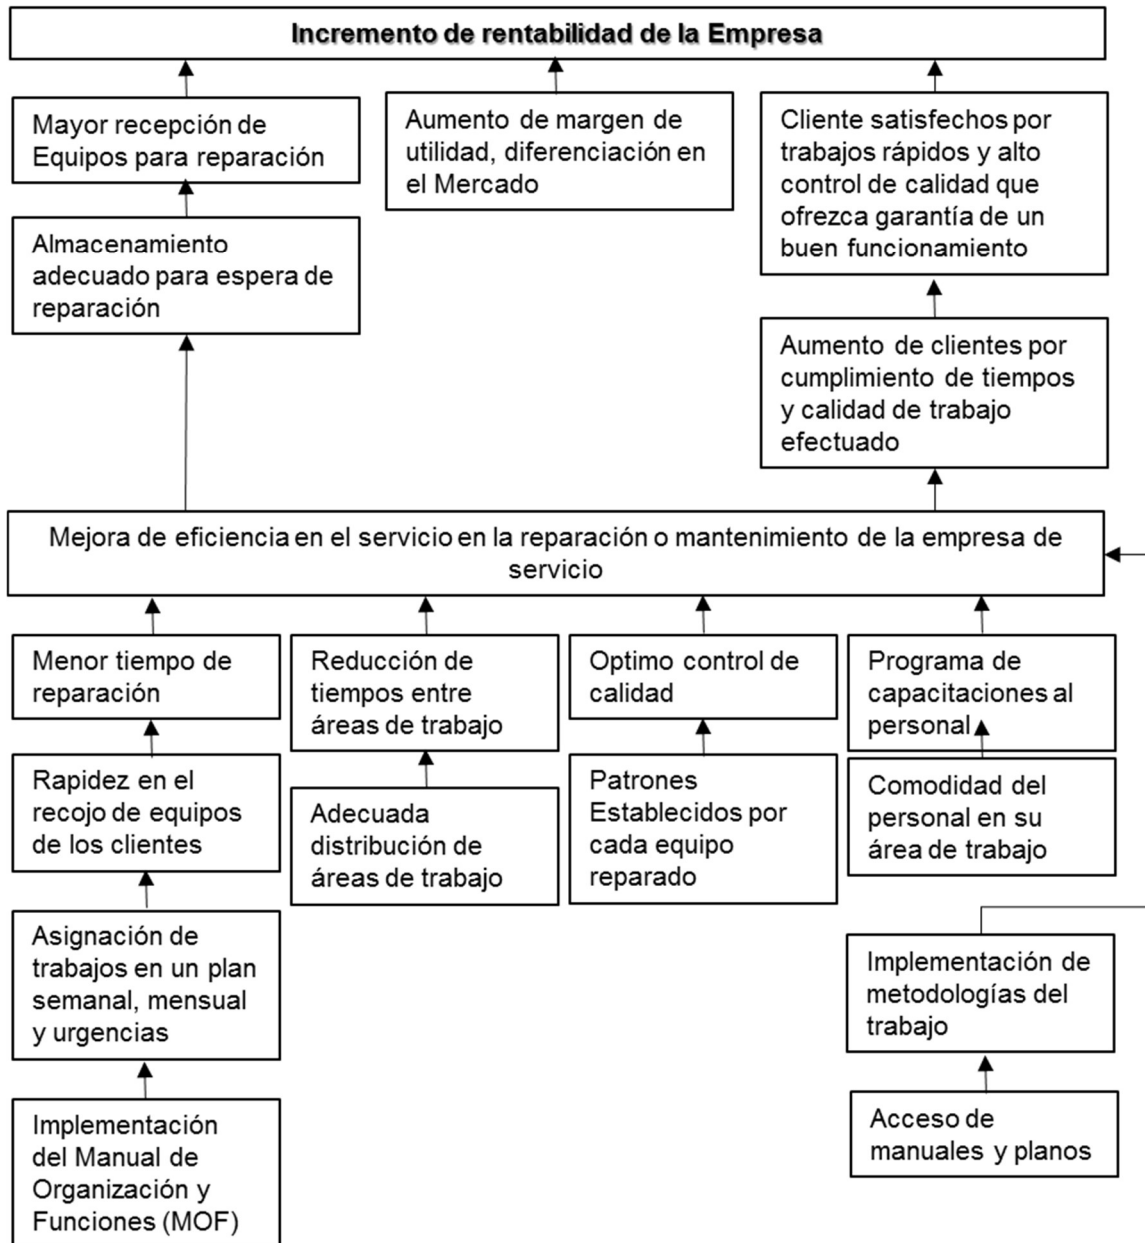 Incremento de rentabilidad de la Empresa
Mayor recepción de
Equipos para reparación
Aumento de margen de
utilidad, diferenciación en
el Mercado
Cliente satisfechos por
trabajos rápidos y alto
control de calidad que
ofrezca garantía de un
buen funcionamiento
Almacenamiento
adecuado para espera de
reparación
Aumento de clientes por
cumplimiento de tiempos
y calidad de trabajo
efectuado
Mejora de eficiencia en el servicio en la reparación o mantenimiento de la empresa de
servicio
Menor tiempo de
reparación
Reducción de
tiempos entre
áreas de trabajo
Optimo control de
calidad
Programa de
capacitaciones al
personal
Rapidez en el
recojo de equipos
de los clientes
Adecuada
distribución de
áreas de trabajo
Patrones
Establecidos por
cada equipo
reparado
Comodidad del
personal en su
área de trabajo
Asignación de
trabajos en un plan
semanal, mensual
y urgencias
Implementación de
metodologías del
trabajo
Implementación
del Manual de
Organización y
Funciones (MOF)
Acceso de
manuales y planos